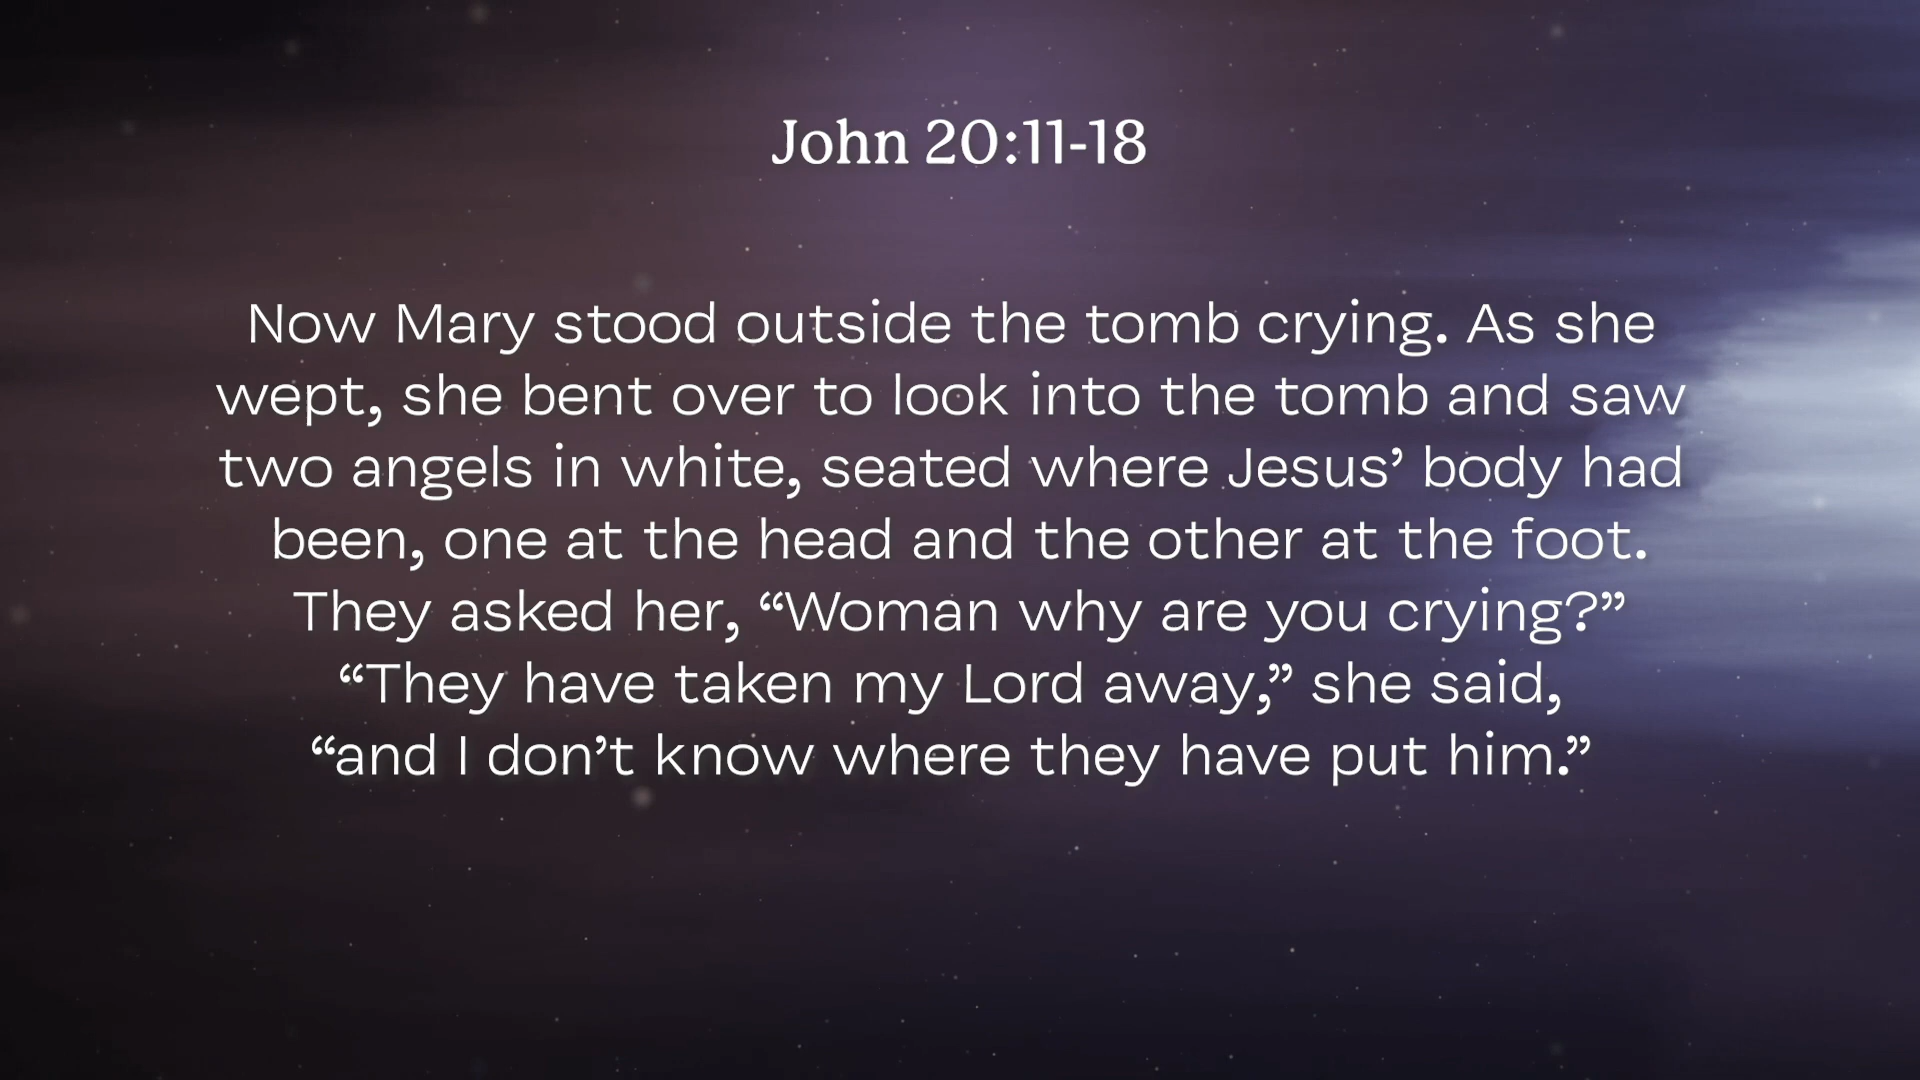 John 20:11-18
Now Mary stood outside the tomb crying. As she
wept, she bent over to look into the tomb and saw
two angels in white, seated where Jesus’ body had
been, one at the head and the other at the foot.
They asked her, “Woman why are you crying?”
“They have taken my Lord away,” she said,
“and I don’t know where they have put him.”